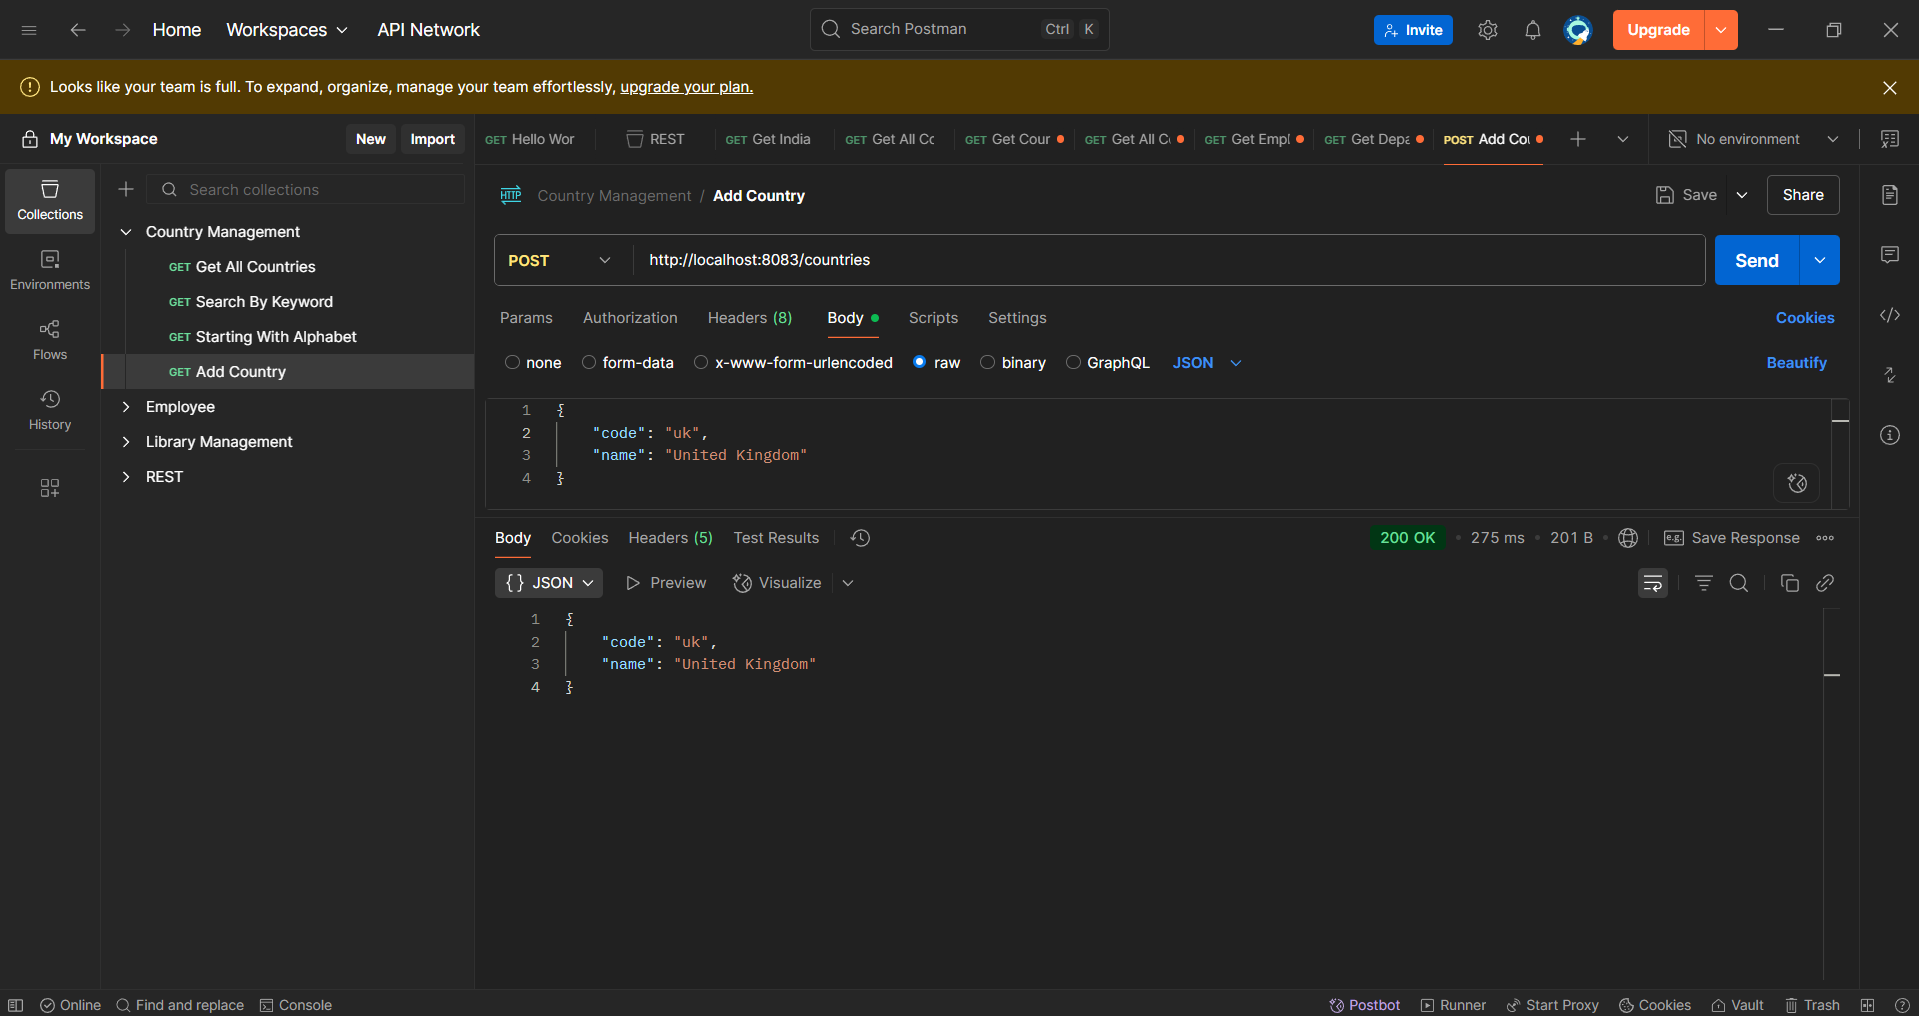 Home Workspaces API Network Search Postman Ctrl K Invite Upgrade
Looks like your team is full. To expand, organize, manage your team effortlessly, upgrade your plan.
My Workspace New Import
GET Hello Wor REST GET Get India GET Get All Cc GET Get Cour GET Get All C GET Get Empl GET Get Depa POST Add Cou No environment
Collections
Environments
Flows
History
Search collections
Country Management
GET Get All Countries
GET Search By Keyword
GET Starting With Alphabet
GET Add Country
Employee
Library Management
REST
HTTP Country Management / Add Country Save Share
POST http://localhost:8083/countries Send
Params Authorization Headers (8) Body Scripts Settings Cookies
none form-data x-www-form-urlencoded raw binary GraphQL JSON Beautify
1 {
2 "code": "uk",
3 "name": "United Kingdom"
4 }
Body Cookies Headers (5) Test Results 200 OK • 275 ms • 201 B • e.g. Save Response
{} JSON Preview Visualize
1 {
2 "code": "uk",
3 "name": "United Kingdom"
4 }
Online Find and replace Console Postbot Runner Start Proxy Cookies Vault Trash